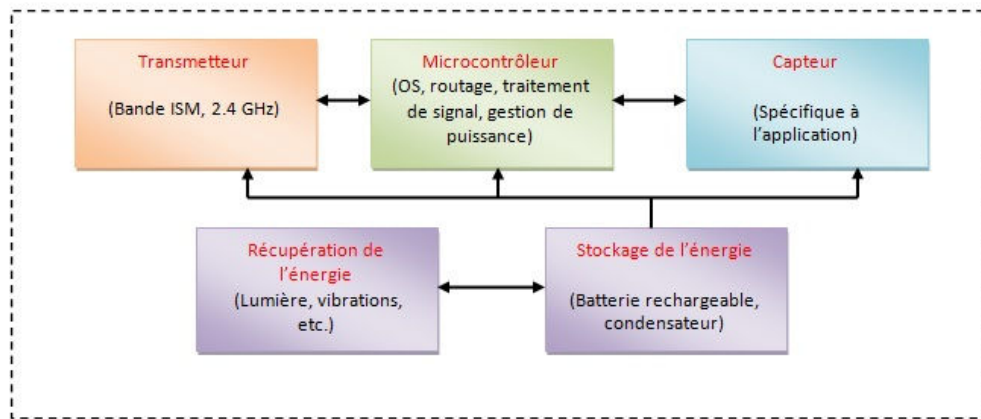 Transmetteur
(Bande ISM, 2.4 GHz)
Microcontrôleur
(OS, routage, traitement
de signal, gestion de
puissance)
Capteur
(Spécifique à
l'application)
Récupération de
l'énergie
(Lumière, vibrations,
etc.)
Stockage de l'énergie
(Batterie rechargeable,
condensateur)